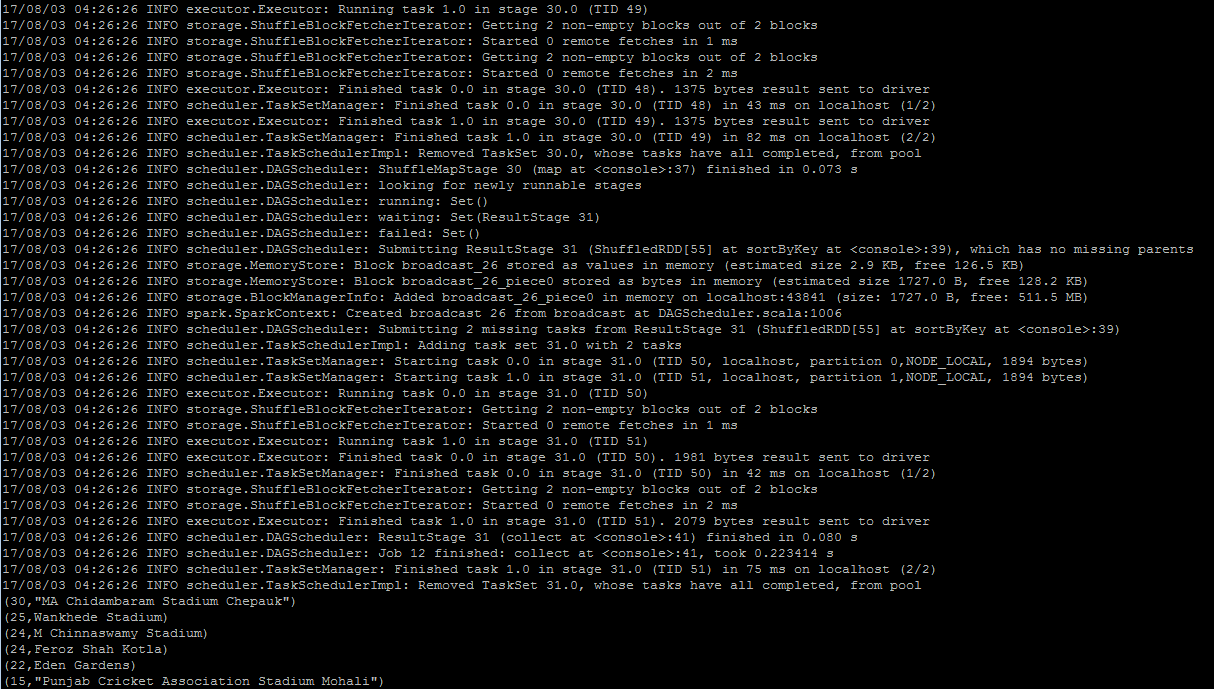 17/08/03 04:26:26 INFO executor.Executor: Running task 1.0 in stage 30.0 (TID 49)
17/08/03 04:26:26 INFO storage.ShuffleBlockFetcherIterator: Getting 2 non-empty blocks out of 2 blocks
17/08/03 04:26:26 INFO storage.ShuffleBlockFetcherIterator: Started 0 remote fetches in 1 ms
17/08/03 04:26:26 INFO storage.ShuffleBlockFetcherIterator: Getting 2 non-empty blocks out of 2 blocks
17/08/03 04:26:26 INFO storage.ShuffleBlockFetcherIterator: Started 0 remote fetches in 2 ms
17/08/03 04:26:26 INFO executor.Executor: Finished task 0.0 in stage 30.0 (TID 48). 1375 bytes result sent to driver
17/08/03 04:26:26 INFO scheduler.TaskSetManager: Finished task 0.0 in stage 30.0 (TID 48) in 43 ms on localhost (1/2)
17/08/03 04:26:26 INFO executor.Executor: Finished task 1.0 in stage 30.0 (TID 49). 1375 bytes result sent to driver
17/08/03 04:26:26 INFO scheduler.TaskSetManager: Finished task 1.0 in stage 30.0 (TID 49) in 82 ms on localhost (2/2)
17/08/03 04:26:26 INFO scheduler.TaskSchedulerImpl: Removed TaskSet 30.0, whose tasks have all completed, from pool
17/08/03 04:26:26 INFO scheduler.DAGScheduler: ShuffleMapStage 30 (map at <console>:37) finished in 0.073 s
17/08/03 04:26:26 INFO scheduler.DAGScheduler: looking for newly runnable stages
17/08/03 04:26:26 INFO scheduler.DAGScheduler: running: Set()
17/08/03 04:26:26 INFO scheduler.DAGScheduler: waiting: Set(ResultStage 31)
17/08/03 04:26:26 INFO scheduler.DAGScheduler: failed: Set()
17/08/03 04:26:26 INFO scheduler.DAGScheduler: Submitting ResultStage 31 (ShuffledRDD[55] at sortByKey at <console>:39), which has no missing parents
17/08/03 04:26:26 INFO storage.MemoryStore: Block broadcast_26 stored as values in memory (estimated size 2.9 KB, free 126.5 KB)
17/08/03 04:26:26 INFO storage.MemoryStore: Block broadcast_26_piece0 stored as bytes in memory (estimated size 1727.0 B, free 128.2 KB)
17/08/03 04:26:26 INFO storage.BlockManagerInfo: Added broadcast_26_piece0 in memory on localhost:43841 (size: 1727.0 B, free: 511.5 MB)
17/08/03 04:26:26 INFO spark.SparkContext: Created broadcast 26 from broadcast at DAGScheduler.scala:1006
17/08/03 04:26:26 INFO scheduler.DAGScheduler: Submitting 2 missing tasks from ResultStage 31 (ShuffledRDD[55] at sortByKey at <console>:39)
17/08/03 04:26:26 INFO scheduler.TaskSchedulerImpl: Adding task set 31.0 with 2 tasks
17/08/03 04:26:26 INFO scheduler.TaskSetManager: Starting task 0.0 in stage 31.0 (TID 50, localhost, partition 0,NODE_LOCAL, 1894 bytes)
17/08/03 04:26:26 INFO scheduler.TaskSetManager: Starting task 1.0 in stage 31.0 (TID 51, localhost, partition 1,NODE_LOCAL, 1894 bytes)
17/08/03 04:26:26 INFO executor.Executor: Running task 0.0 in stage 31.0 (TID 50)
17/08/03 04:26:26 INFO storage.ShuffleBlockFetcherIterator: Getting 2 non-empty blocks out of 2 blocks
17/08/03 04:26:26 INFO storage.ShuffleBlockFetcherIterator: Started 0 remote fetches in 1 ms
17/08/03 04:26:26 INFO executor.Executor: Running task 1.0 in stage 31.0 (TID 51)
17/08/03 04:26:26 INFO executor.Executor: Finished task 0.0 in stage 31.0 (TID 50). 1981 bytes result sent to driver
17/08/03 04:26:26 INFO scheduler.TaskSetManager: Finished task 0.0 in stage 31.0 (TID 50) in 42 ms on localhost (1/2)
17/08/03 04:26:26 INFO storage.ShuffleBlockFetcherIterator: Getting 2 non-empty blocks out of 2 blocks
17/08/03 04:26:26 INFO storage.ShuffleBlockFetcherIterator: Started 0 remote fetches in 2 ms
17/08/03 04:26:26 INFO executor.Executor: Finished task 1.0 in stage 31.0 (TID 51). 2079 bytes result sent to driver
17/08/03 04:26:26 INFO scheduler.DAGScheduler: ResultStage 31 (collect at <console>:41) finished in 0.080 s
17/08/03 04:26:26 INFO scheduler.DAGScheduler: Job 12 finished: collect at <console>:41, took 0.223414 s
17/08/03 04:26:26 INFO scheduler.TaskSetManager: Finished task 1.0 in stage 31.0 (TID 51) in 75 ms on localhost (2/2)
17/08/03 04:26:26 INFO scheduler.TaskSchedulerImpl: Removed TaskSet 31.0, whose tasks have all completed, from pool
(30,"MA Chidambaram Stadium Chepauk")
(25,Wankhede Stadium)
(24,M Chinnaswamy Stadium)
(24,Feroz Shah Kotla)
(22,Eden Gardens)
(15,"Punjab Cricket Association Stadium Mohali")